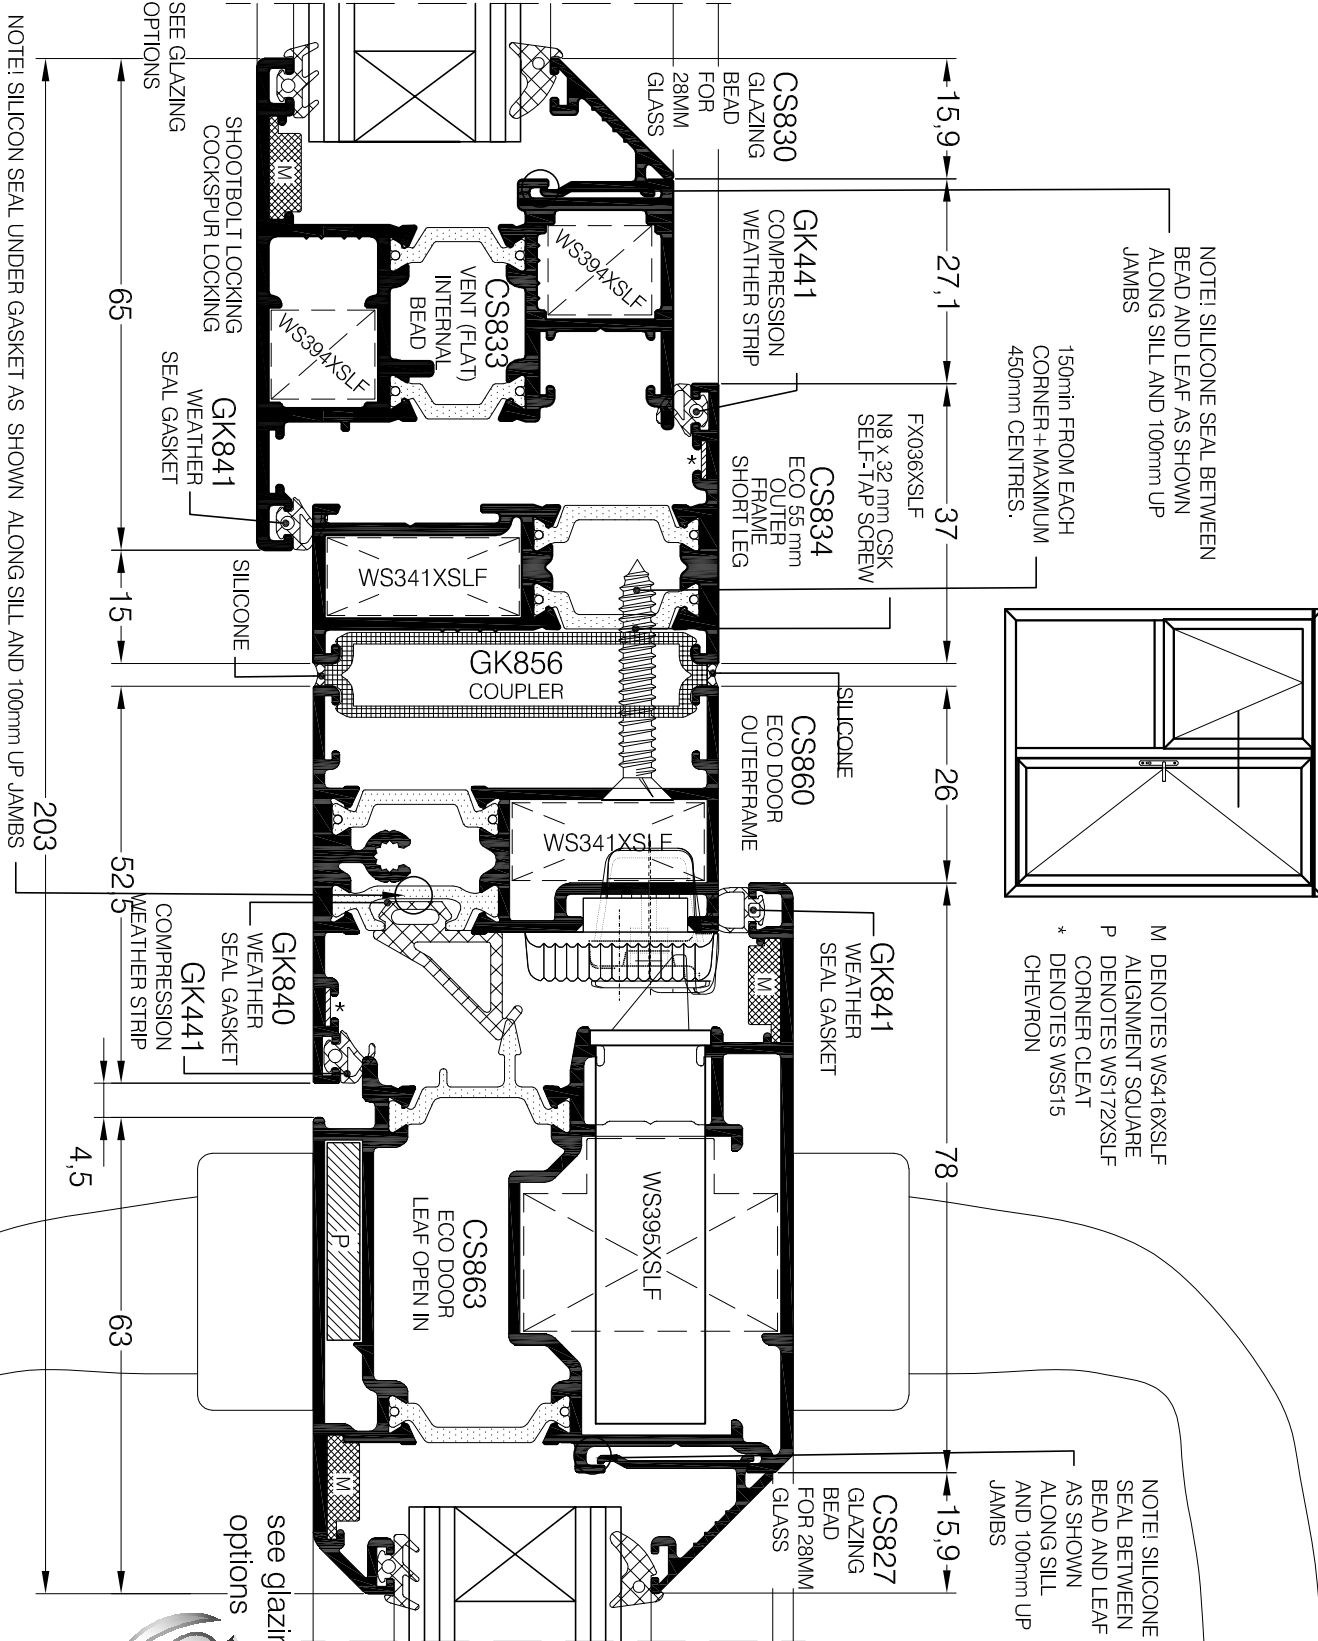 SEE GLAZING
OPTIONS
CS830
GLAZING
BEAD
FOR
28MM
GLASS
15,9
27,1
37
26
78
15,9
NOTE! SILICONE SEAL BETWEEN
BEAD AND LEAF AS SHOWN
ALONG SILL AND 100mm UP
JAMBS
GK441
COMPRESSION
WEATHER STRIP
150min FROM EACH
CORNER+MAXIMUM
450mm CENTRES.
FX036XSLF
N8 x 32 mm CSK
SELF-TAP SCREW
CS834
ECO 55 mm
OUTER
FRAME
SHORT LEG
M
SHOOTBOLT LOCKING
COCKSPUR LOCKING
WS394XSLF
WS394XSLF
CS833
VENT (FLAT)
INTERNAL
BEAD
*
GK841
WEATHER
SEAL GASKET
WS341XSLF
SILICONE
GK856
COUPLER
SILICONE
CS860
ECO DOOR
OUTERFRAME
WS341XSLF
GK841
WEATHER
SEAL GASKET
M
GK840
WEATHER
SEAL GASKET
GK441
COMPRESSION
WEATHER STRIP
*
M DENOTES WS416XSLF
ALIGNMENT SQUARE
P DENOTES WS172XSLF
CORNER CLEAT
* DENOTES WS515
CHEVRON
WS395XSLF
CS863
ECO DOOR
LEAF OPEN IN
P
M
CS827
GLAZING
BEAD
FOR 28MM
GLASS
NOTE! SILICONE
SEAL BETWEEN
BEAD AND LEAF
AS SHOWN
ALONG SILL
AND 100mm UP
JAMBS
65
15
52,5
4,5
63
203
NOTE! SILICON SEAL UNDER GASKET AS SHOWN ALONG SILL AND 100mm UP JAMBS
see glazin
options